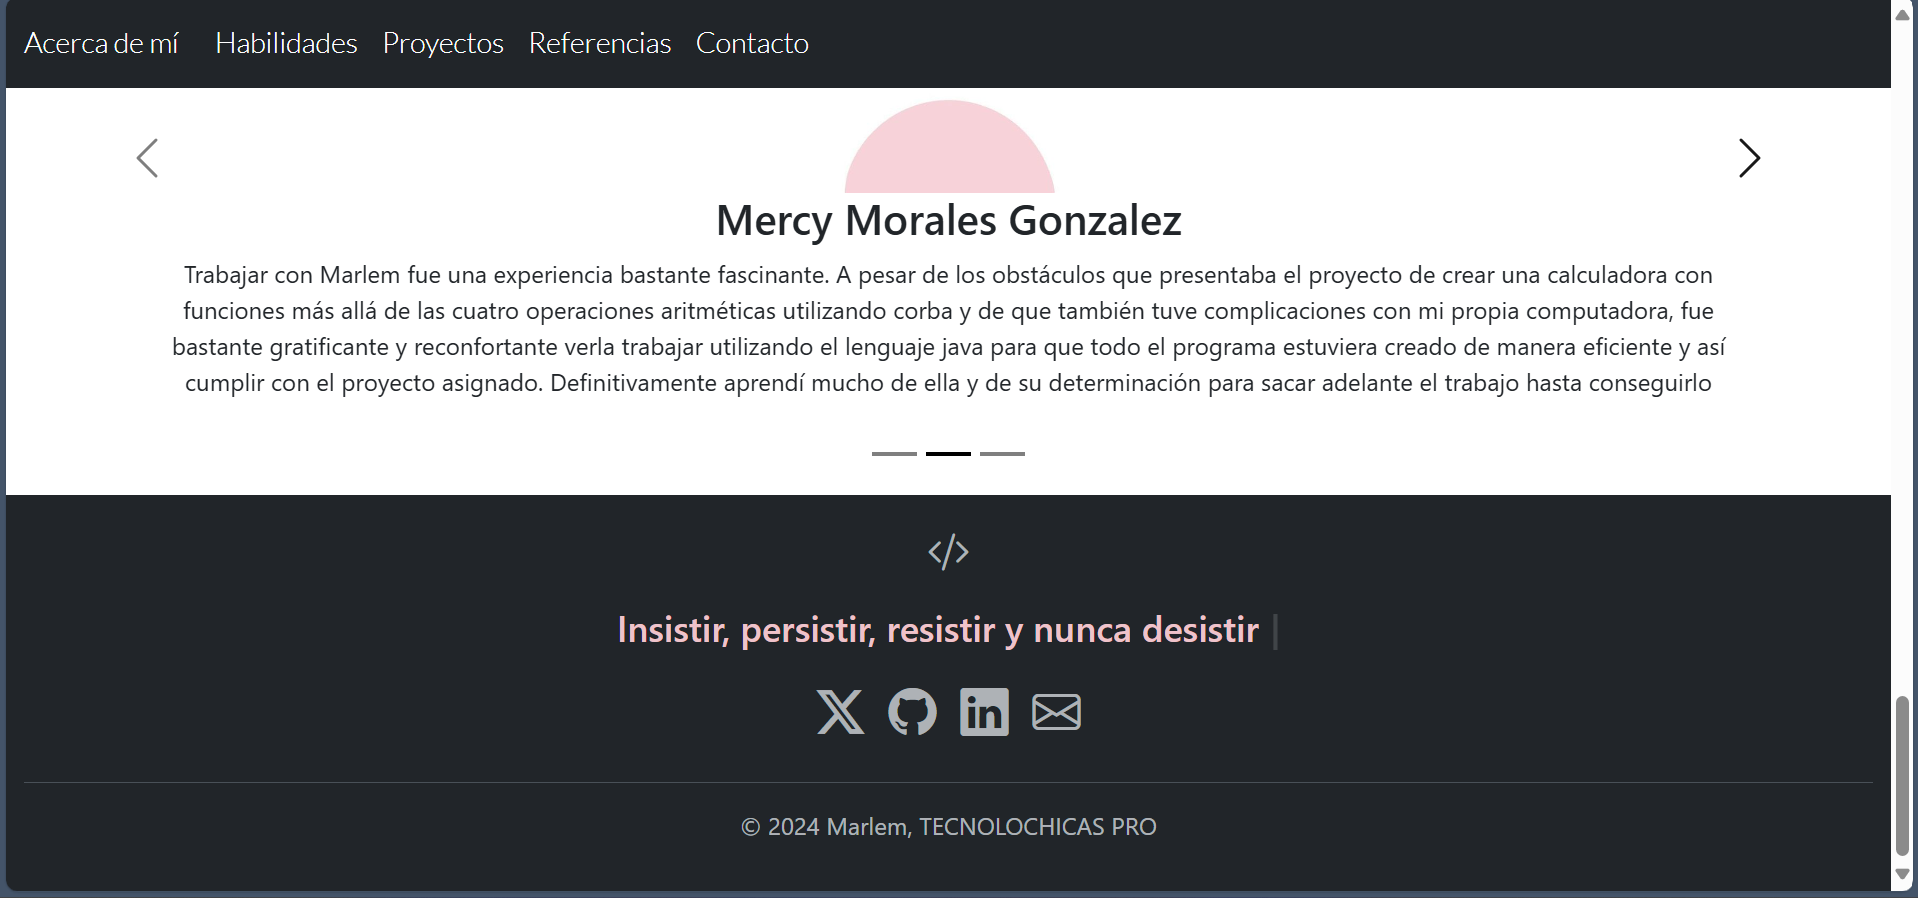 Acerca de mí Habilidades Proyectos Referencias Contacto
Mercy Morales Gonzalez
Trabajar con Marlem fue una experiencia bastante fascinante. A pesar de los obstáculos que presentaba el proyecto de crear una calculadora con
funciones más allá de las cuatro operaciones aritméticas utilizando corba y de que también tuve complicaciones con mi propia computadora, fue
bastante gratificante y reconfortante verla trabajar utilizando el lenguaje java para que todo el programa estuviera creado de manera eficiente y así
cumplir con el proyecto asignado. Definitivamente aprendí mucho de ella y de su determinación para sacar adelante el trabajo hasta conseguirlo
</>
Insistir, persistir, resistir y nunca desistir |
X in
© 2024 Marlem, TECNOLOCHICAS PRO